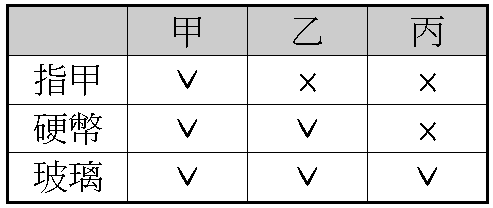 甲 乙 丙
指甲 ∨ × ×
硬幣 ∨ ∨ ×
玻璃 ∨ ∨ ∨